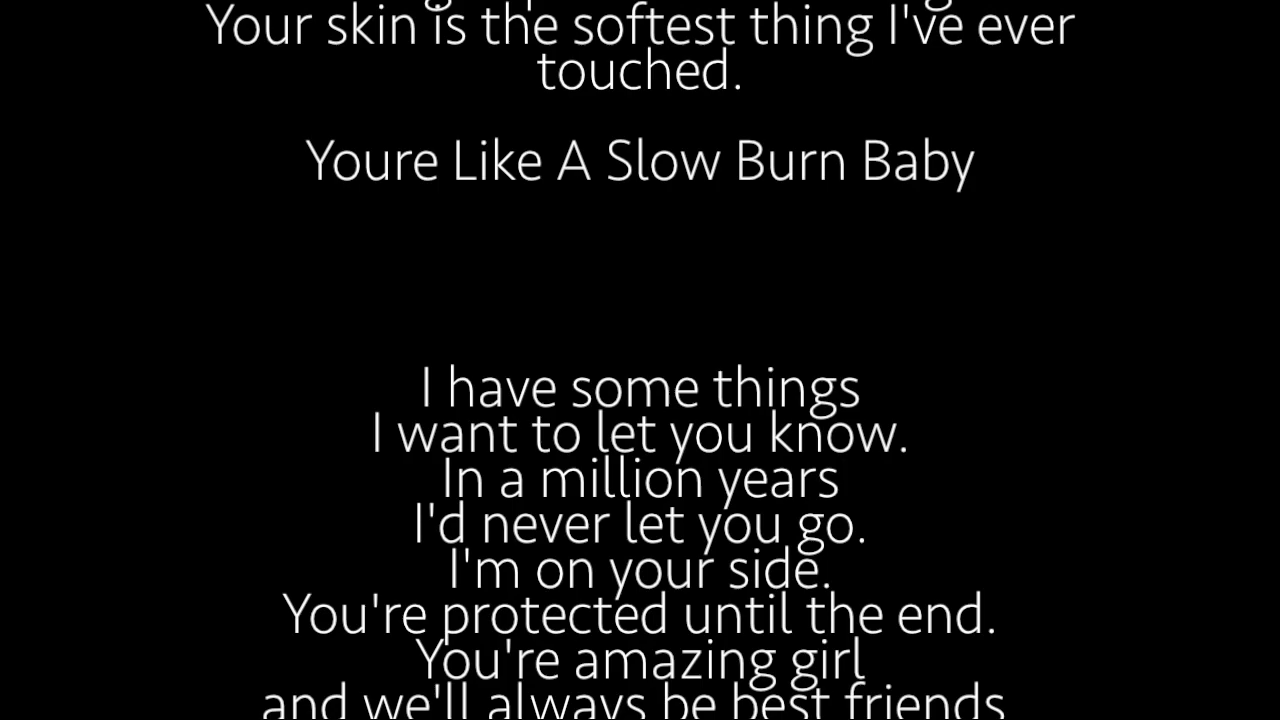 Your skin is the softest thing I've ever
touched.
Youre Like A Slow Burn Baby
I have some things
I want to let you know.
In a million years
I'd never let you go.
I'm on your side.
You're protected until the end.
You're amazing girl
and we'll always be best friends